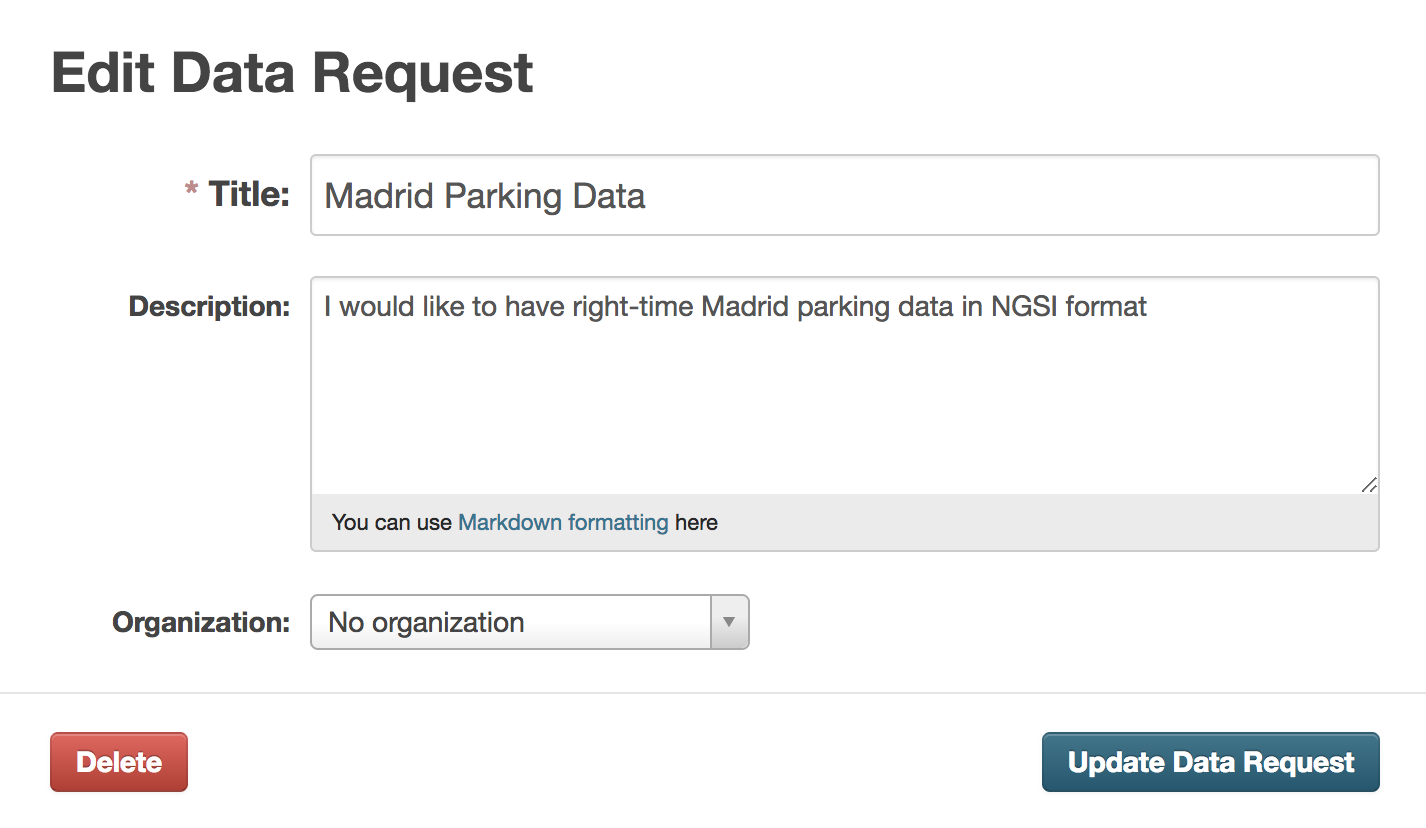 Edit Data Request
* Title:
Madrid Parking Data
Description:
I would like to have right-time Madrid parking data in NGSI format
You can use Markdown formatting here
Organization:
No organization
Delete
Update Data Request